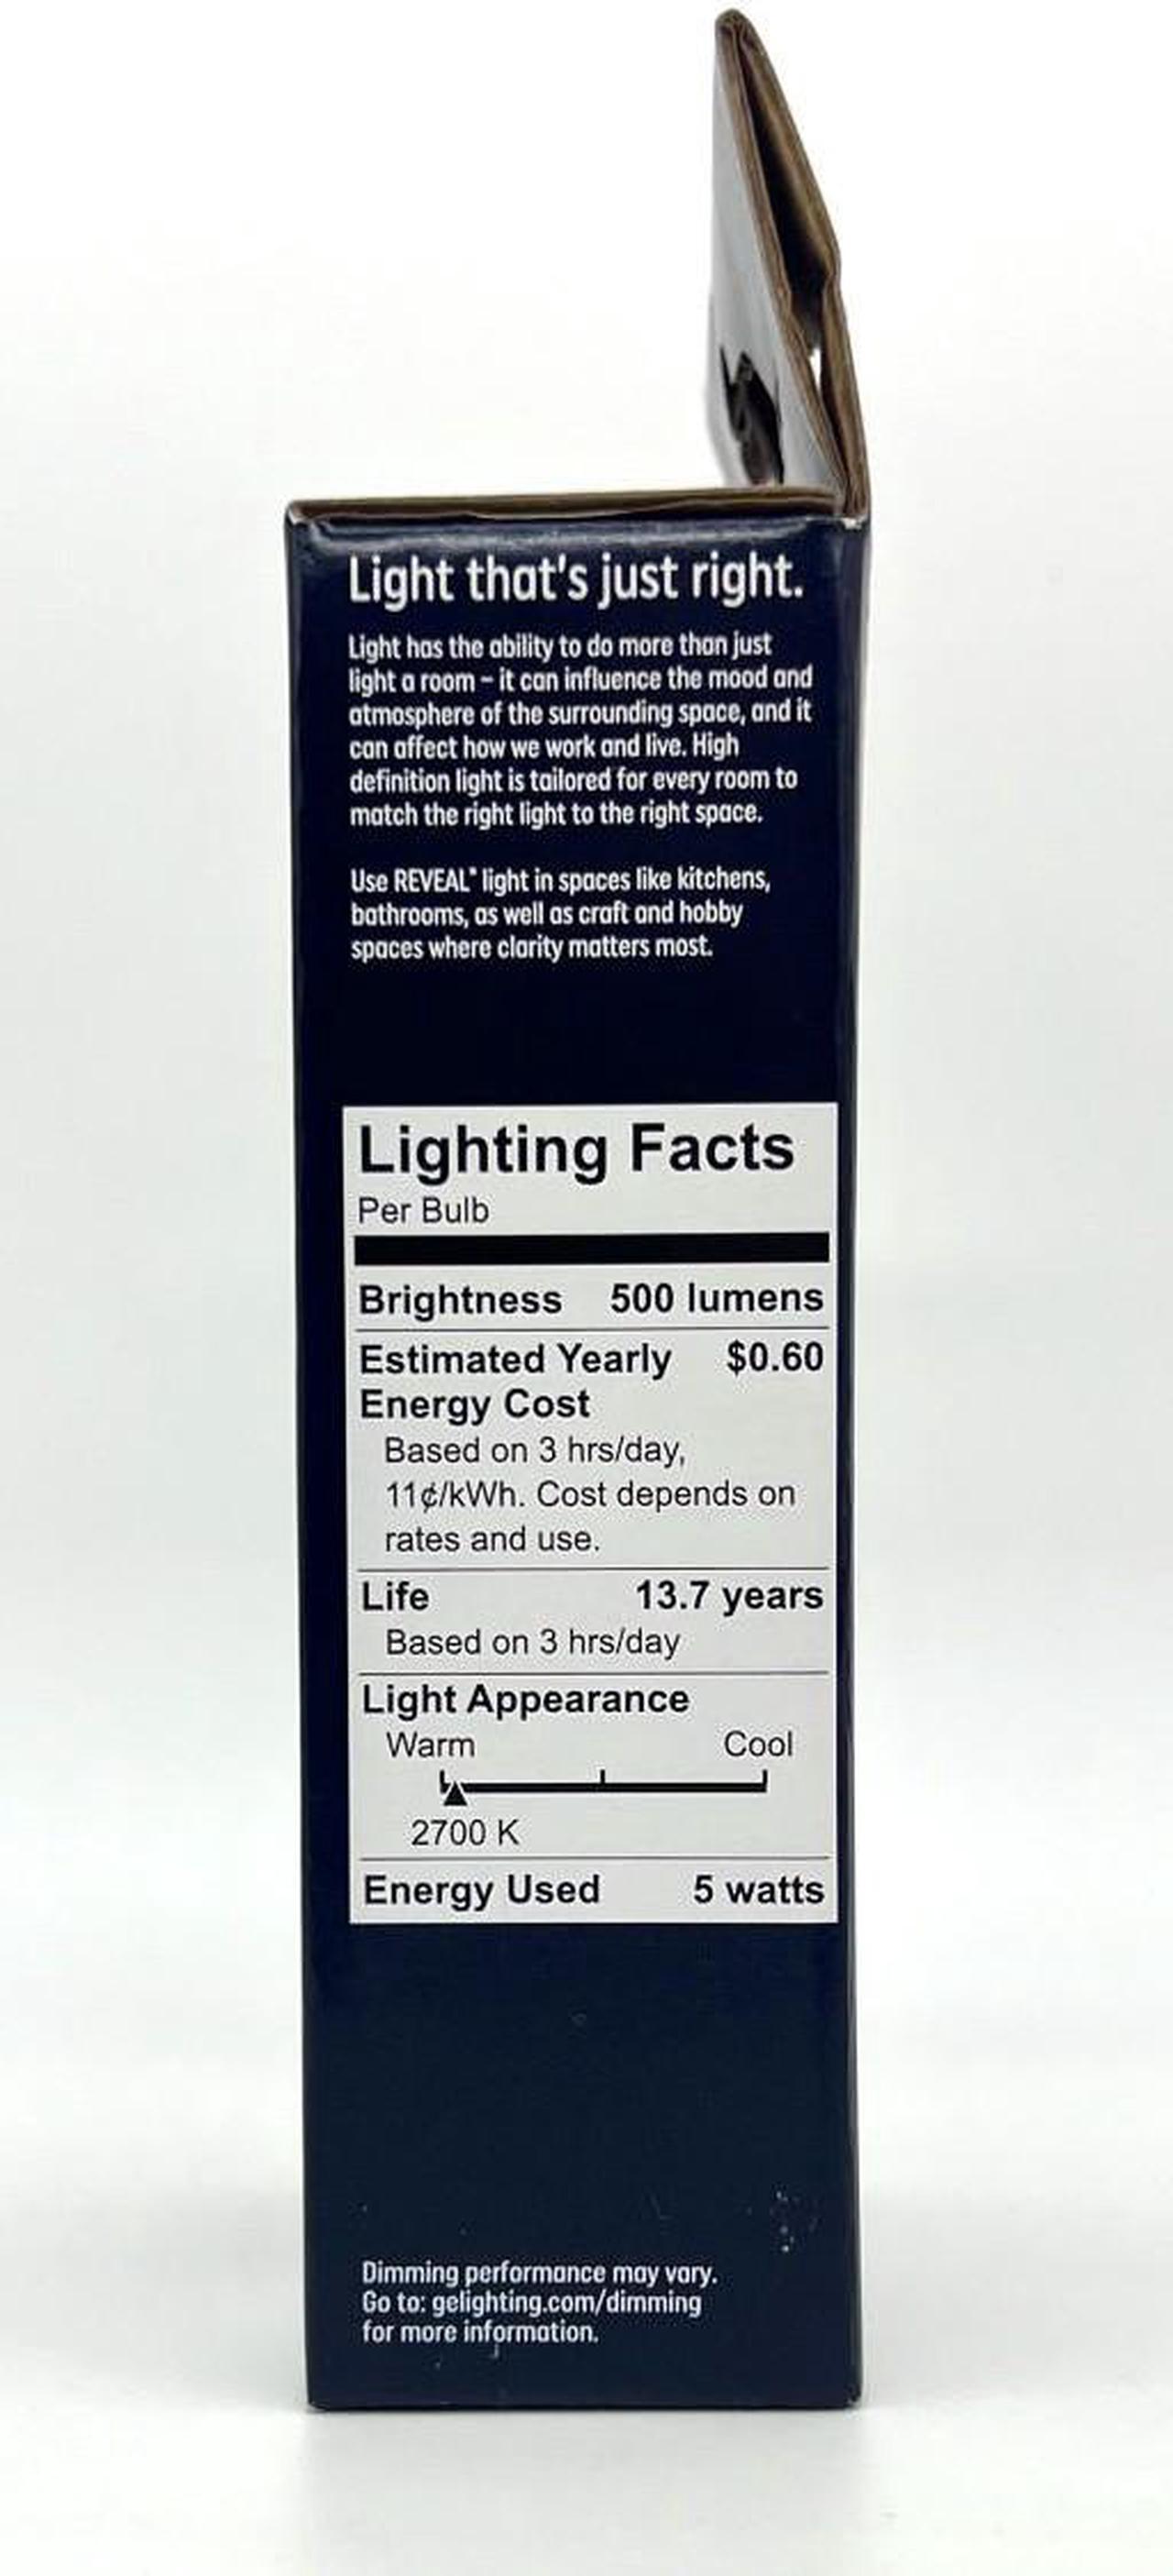 Light that's just right.
Light has the ability to do more than just
light a room – it can influence the mood and
atmosphere of the surrounding space, and it
can affect how we work and live. High
definition light is tailored for every room to
match the right light to the right space.
Use REVEAL® light in spaces like kitchens,
bathrooms, as well as craft and hobby
spaces where clarity matters most.
Lighting Facts
Per Bulb
Brightness 500 lumens
Estimated Yearly $0.60
Energy Cost
Based on 3 hrs/day,
11¢/kWh. Cost depends on
rates and use.
Life 13.7 years
Based on 3 hrs/day
Light Appearance
Warm Cool
2700 K
Energy Used 5 watts
Dimming performance may vary.
Go to: gelighting.com/dimming
for more information.